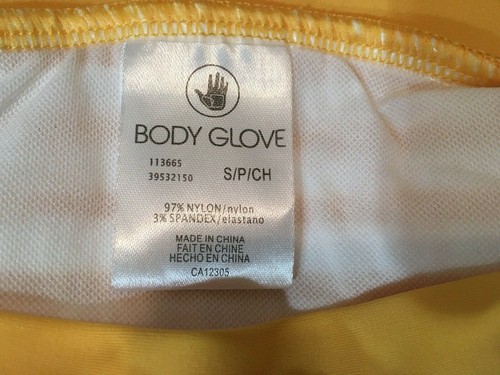 BODY GLOVE
113665
39532150 S/P/CH
97% NYLON/nylon
3% SPANDEX/elastano
MADE IN CHINA
FAIT EN CHINE
HECHO EN CHINA
CA12305